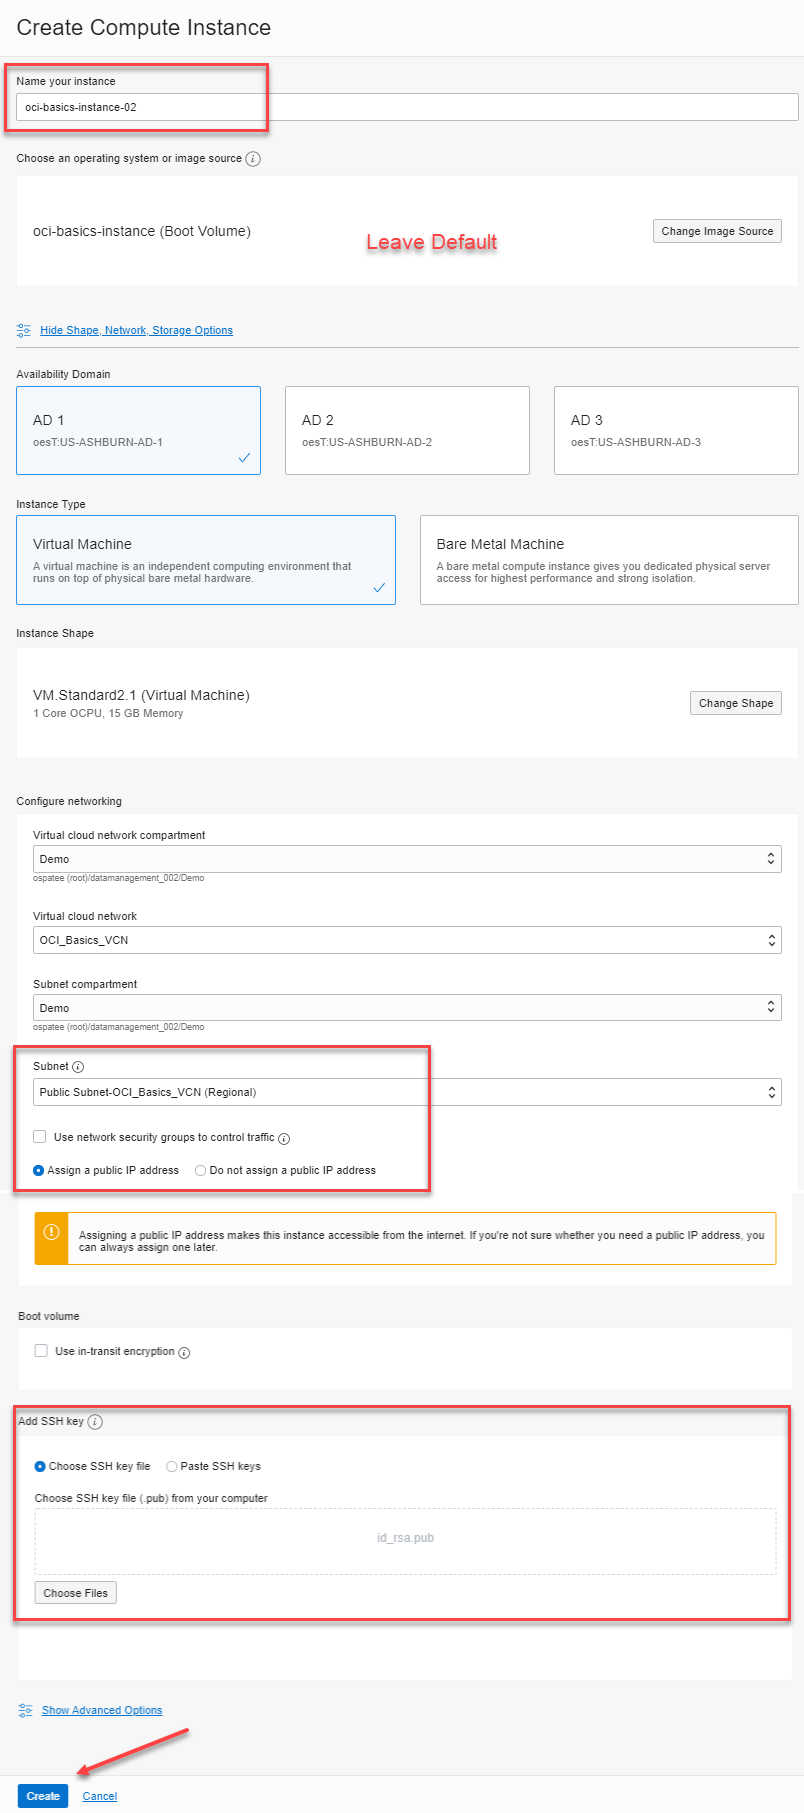 Create Compute Instance
Name your instance
oci-basics-instance-02
Choose an operating system or image source
oci-basics-instance (Boot Volume)
Leave Default
Change Image Source
Hide Shape, Network, Storage Options
Availability Domain
AD 1
oesT:US-ASHBURN-AD-1
AD 2
oesT:US-ASHBURN-AD-2
AD 3
oesT:US-ASHBURN-AD-3
Instance Type
Virtual Machine
A virtual machine is an independent computing environment that
runs on top of physical bare metal hardware.
Bare Metal Machine
A bare metal compute instance gives you dedicated physical server
access for highest performance and strong isolation.
Instance Shape
VM.Standard2.1 (Virtual Machine)
1 Core OCPU, 15 GB Memory
Change Shape
Configure networking
Virtual cloud network compartment
Demo
ospatee (root)/datamanagement_002/Demo
Virtual cloud network
OCI_Basics_VCN
Subnet compartment
Demo
ospatee (root)/datamanagement_002/Demo
Subnet
Public Subnet-OCI_Basics_VCN (Regional)
Use network security groups to control traffic
Assign a public IP address
Do not assign a public IP address
Assigning a public IP address makes this instance accessible from the internet. If you're not sure whether you need a public IP address, you
can always assign one later.
Boot volume
Use in-transit encryption
Add SSH key
Choose SSH key file
Paste SSH keys
Choose SSH key file (.pub) from your computer
id_rsa.pub
Choose Files
Show Advanced Options
Create
Cancel